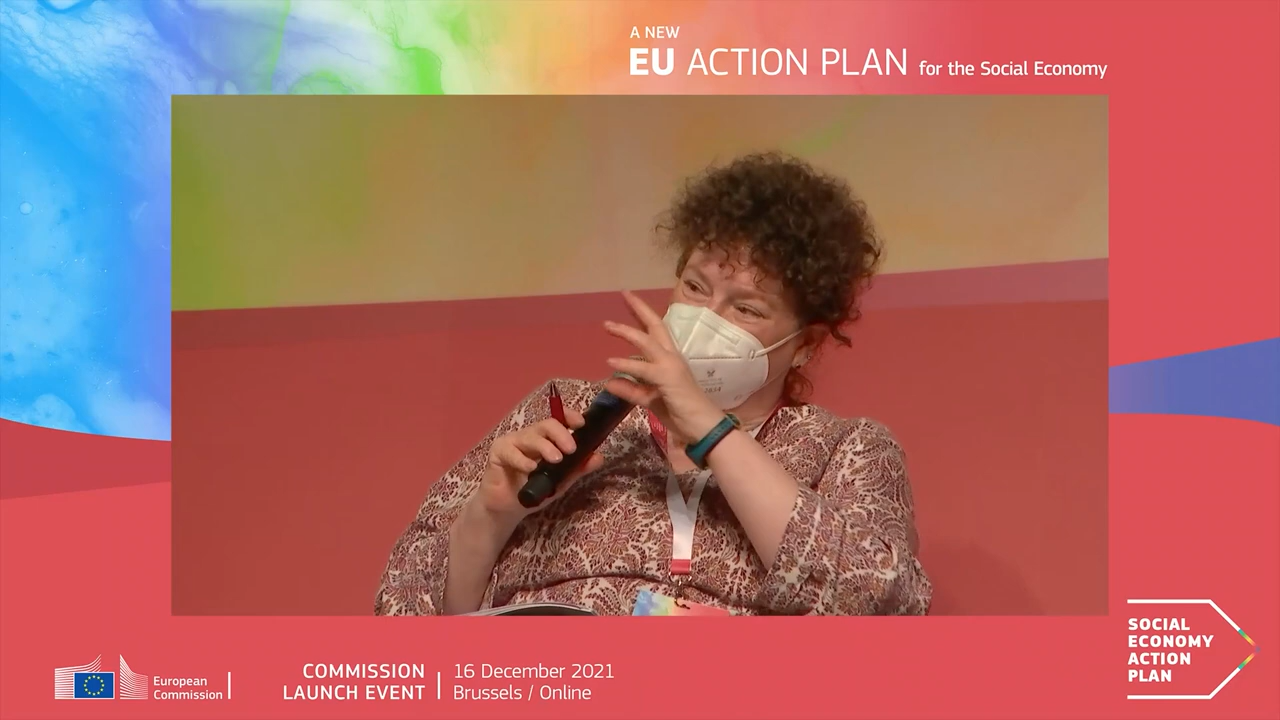 A NEW
EU ACTION PLAN for the Social Economy
European
Commission
COMMISSION
LAUNCH EVENT
16 December 2021
Brussels / Online
SOCIAL
ECONOMY
ACTION
PLAN